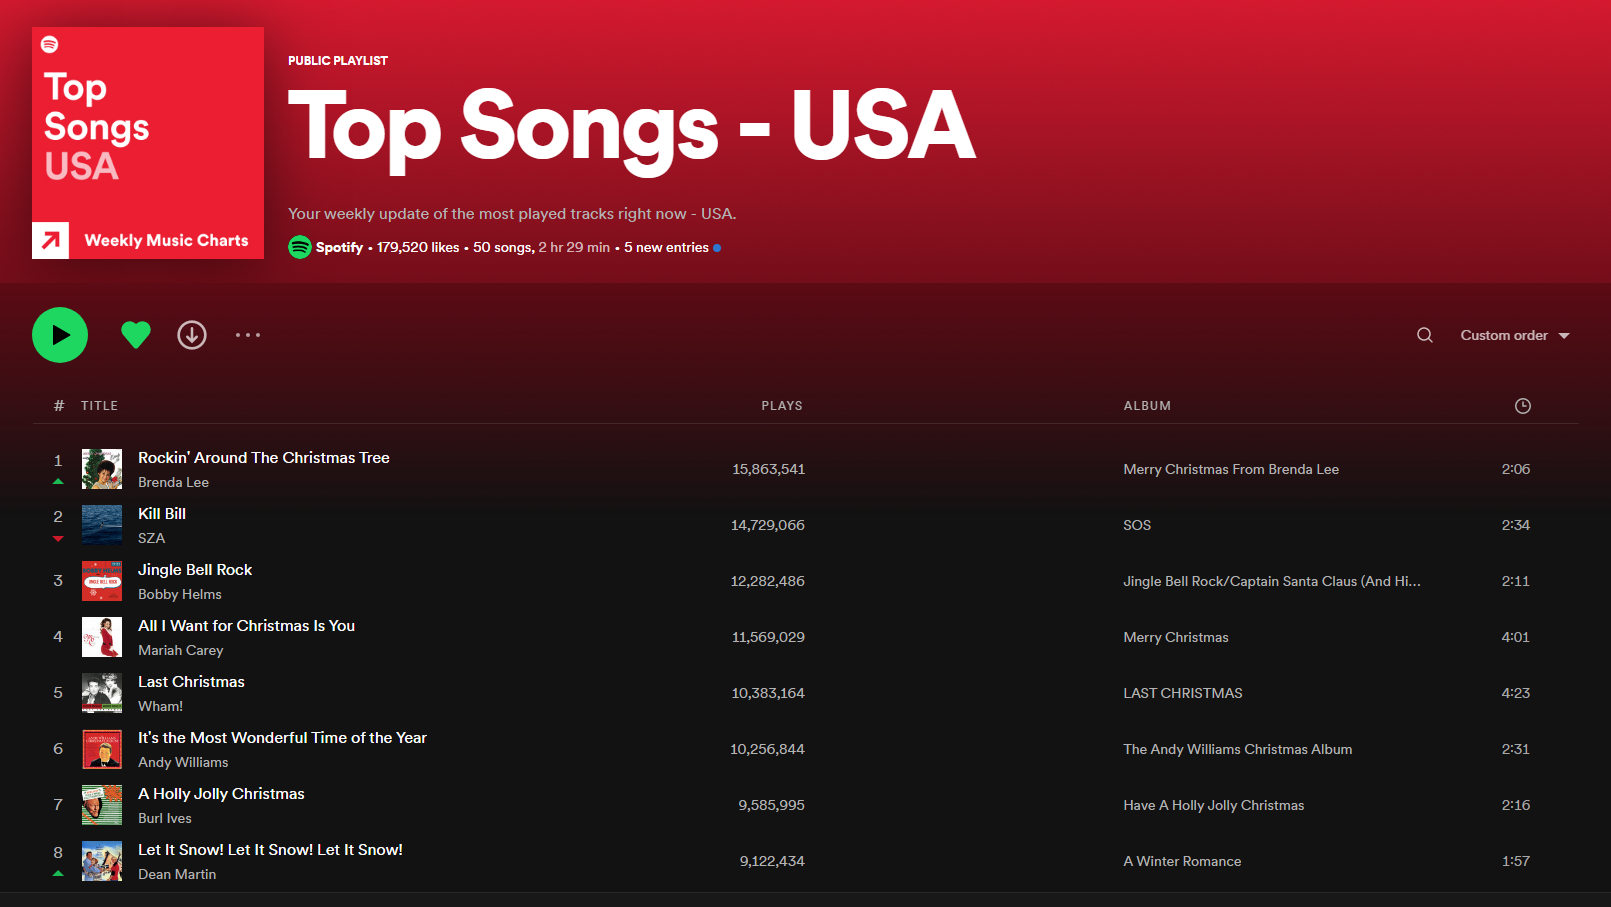 Top
Songs
USA
Weekly Music Charts
PUBLIC PLAYLIST
Top Songs - USA
Your weekly update of the most played tracks right now - USA.
Spotify • 179,520 likes • 50 songs, 2 hr 29 min • 5 new entries
Custom order
# TITLE PLAYS ALBUM
1 Rockin' Around The Christmas Tree 15,863,541 Merry Christmas From Brenda Lee 2:06
Brenda Lee
2 Kill Bill 14,729,066 SOS 2:34
SZA
3 Jingle Bell Rock 12,282,486 Jingle Bell Rock/Captain Santa Claus (And Hi... 2:11
Bobby Helms
4 All I Want for Christmas Is You 11,569,029 Merry Christmas 4:01
Mariah Carey
5 Last Christmas 10,383,164 LAST CHRISTMAS 4:23
Wham!
6 It's the Most Wonderful Time of the Year 10,256,844 The Andy Williams Christmas Album 2:31
Andy Williams
7 A Holly Jolly Christmas 9,585,995 Have A Holly Jolly Christmas 2:16
Burl Ives
8 Let It Snow! Let It Snow! Let It Snow! 9,122,434 A Winter Romance 1:57
Dean Martin